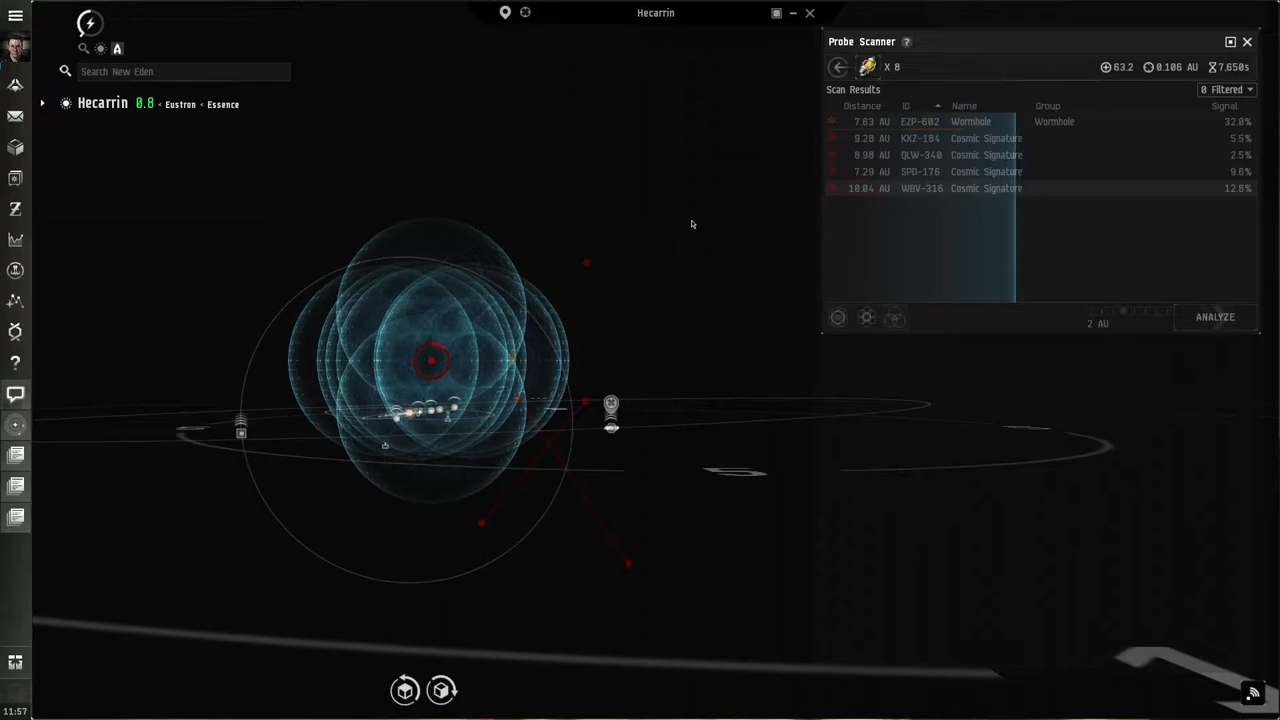 Hecarrin
A
Search New Eden
Hecarrin 0.8 < Eustron < Essence
Probe Scanner ?
X 8
63.2 0.106 AU 7,650s
Scan Results
0 Filtered
Distance ID Name Group Signal
7.63 AU EZP-602 Wormhole Wormhole 32.0%
9.28 AU KXZ-184 Cosmic Signature 5.5%
8.98 AU QLW-340 Cosmic Signature 2.5%
7.29 AU SPD-176 Cosmic Signature 9.6%
10.04 AU WBV-316 Cosmic Signature 12.8%
2 AU
ANALYZE
11:57